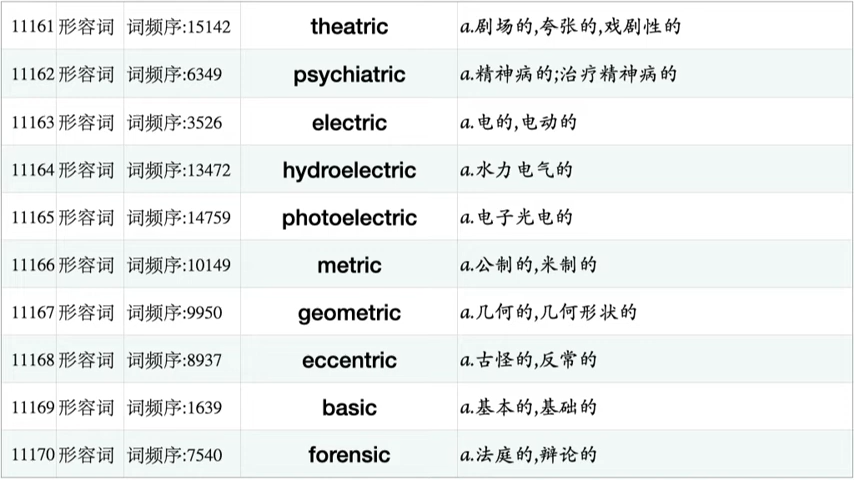 11161 形容词 词频序:15142 theatric a.剧场的,夸张的,戏剧性的
11162 形容词 词频序:6349 psychiatric a.精神病的;治疗精神病的
11163 形容词 词频序:3526 electric a.电的,电动的
11164 形容词 词频序:13472 hydroelectric a.水力电气的
11165 形容词 词频序:14759 photoelectric a.电子光电的
11166 形容词 词频序:10149 metric a.公制的,米制的
11167 形容词 词频序:9950 geometric a.几何的,几何形状的
11168 形容词 词频序:8937 eccentric a.古怪的,反常的
11169 形容词 词频序:1639 basic a.基本的,基础的
11170 形容词 词频序:7540 forensic a.法庭的,辩论的